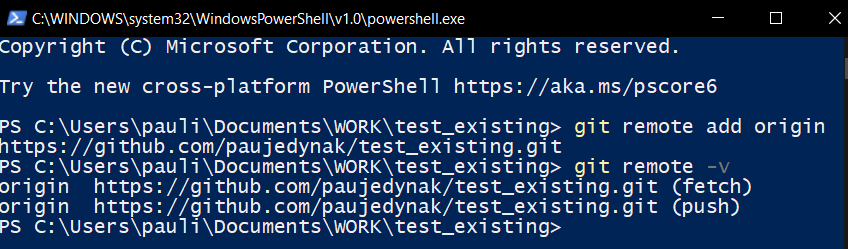 C:\WINDOWS\system32\WindowsPowerShell\v1.0\powershell.exe
Copyright (C) Microsoft Corporation. All rights reserved.
Try the new cross-platform PowerShell https://aka.ms/pscore6
PS C:\Users\pauli\Documents\WORK\test_existing> git remote add origin
https://github.com/paujedynak/test_existing.git
PS C:\Users\pauli\Documents\WORK\test_existing> git remote -v
origin  https://github.com/paujedynak/test_existing.git (fetch)
origin  https://github.com/paujedynak/test_existing.git (push)
PS C:\Users\pauli\Documents\WORK\test_existing>